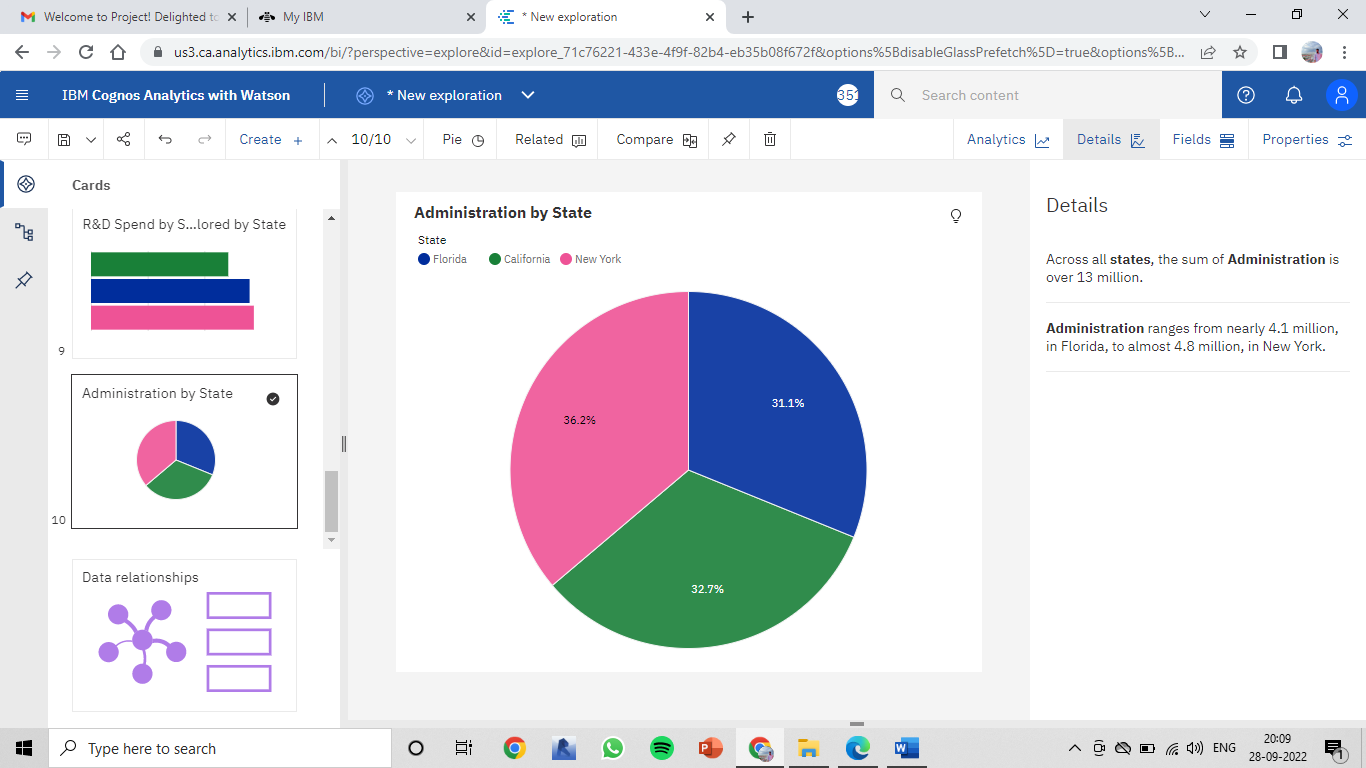 Welcome to Project! Delighted to
My IBM
* New exploration
us3.ca.analytics.ibm.com/bi/?perspective=explore&id=explore_71c76221-433e-4f9f-82b4-eb35b08f672f&options%5BdisableGlassPrefetch%5D=true&options%5B...
IBM Cognos Analytics with Watson
* New exploration
351
Search content
Create
10/10
Pie
Related
Compare
Analytics
Details
Fields
Properties
Cards
R&D Spend by S...lored by State
9
Administration by State
10
Data relationships
Administration by State
State
Florida
California
New York
36.2%
31.1%
32.7%
Details
Across all states, the sum of Administration is
over 13 million.
Administration ranges from nearly 4.1 million,
in Florida, to almost 4.8 million, in New York.
Type here to search
ENG
20:09
28-09-2022
1